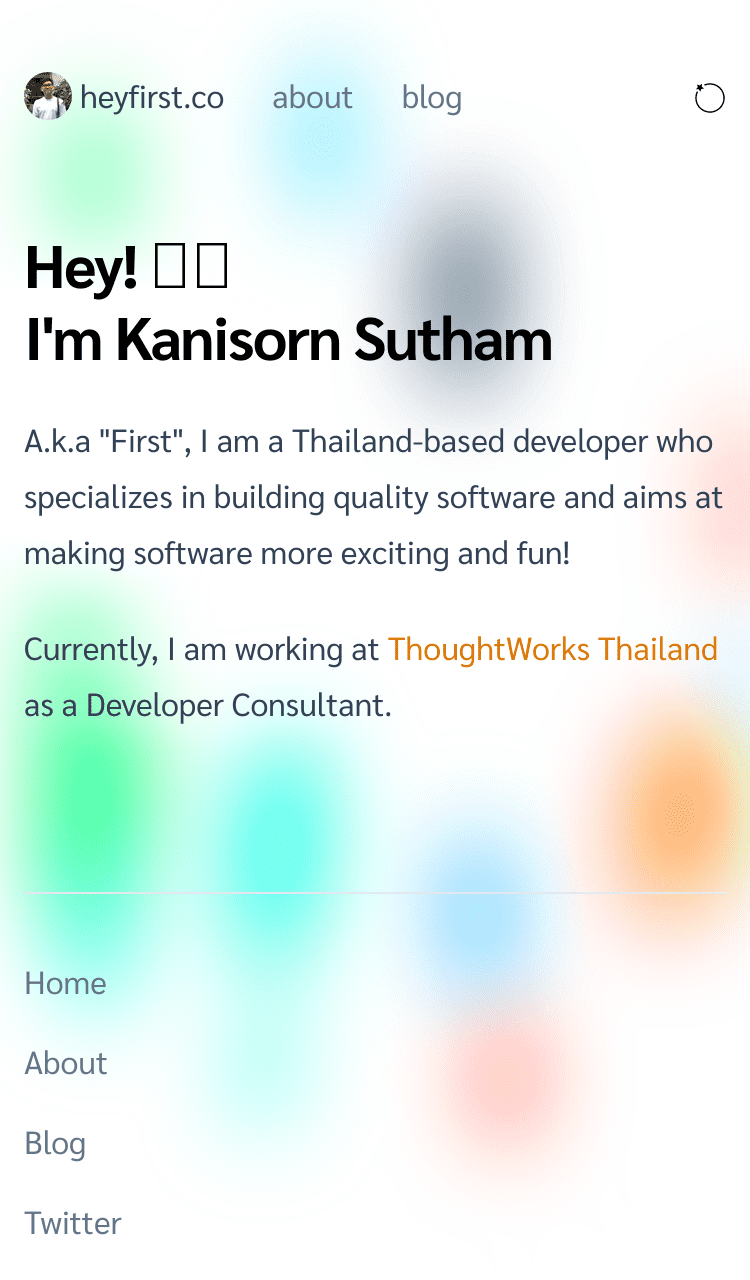 heyfirst.co about blog
Hey!
I'm Kanisorn Sutham
A.k.a "First", I am a Thailand-based developer who
specializes in building quality software and aims at
making software more exciting and fun!
Currently, I am working at ThoughtWorks Thailand
as a Developer Consultant.
Home
About
Blog
Twitter